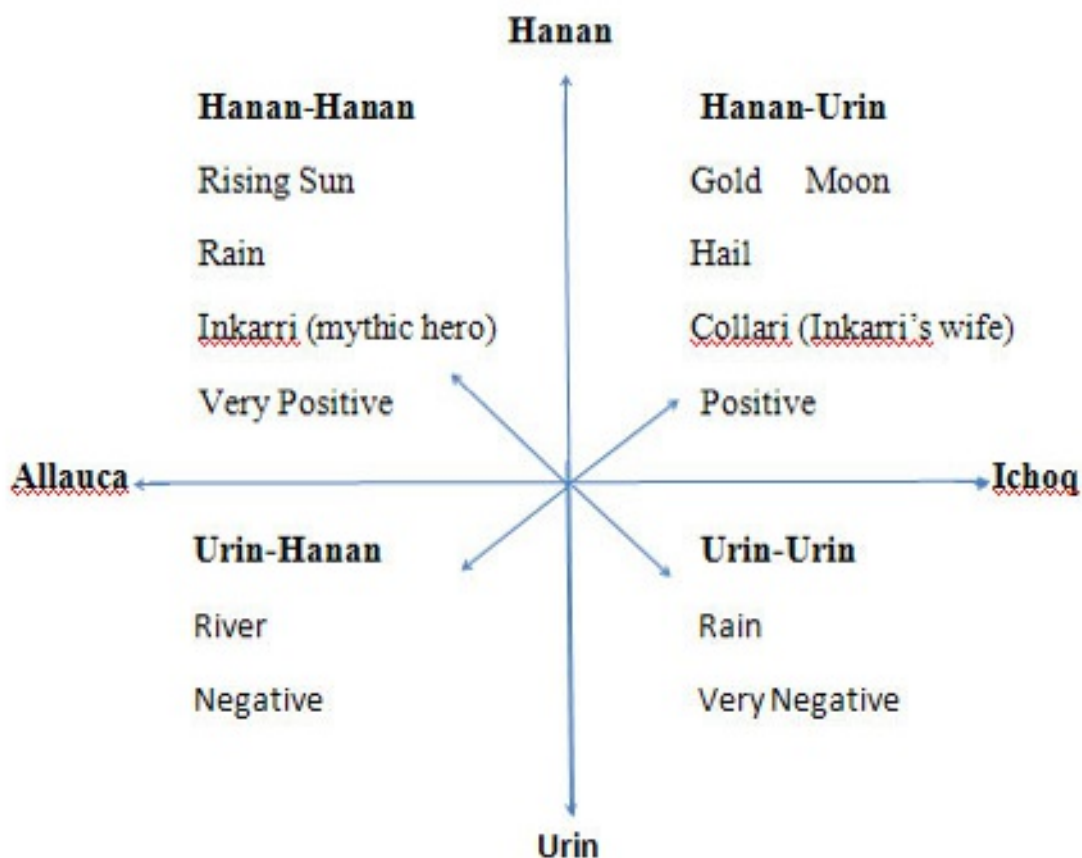 Hanan
Hanan-Hanan Hanan-Urin
Rising Sun Gold Moon
Rain Hail
Inkarri (mythic hero) Collari (Inkarri's wife)
Very Positive Positive
Allauca Ichoq
Urin-Hanan Urin-Urin
River Rain
Negative Very Negative
Urin